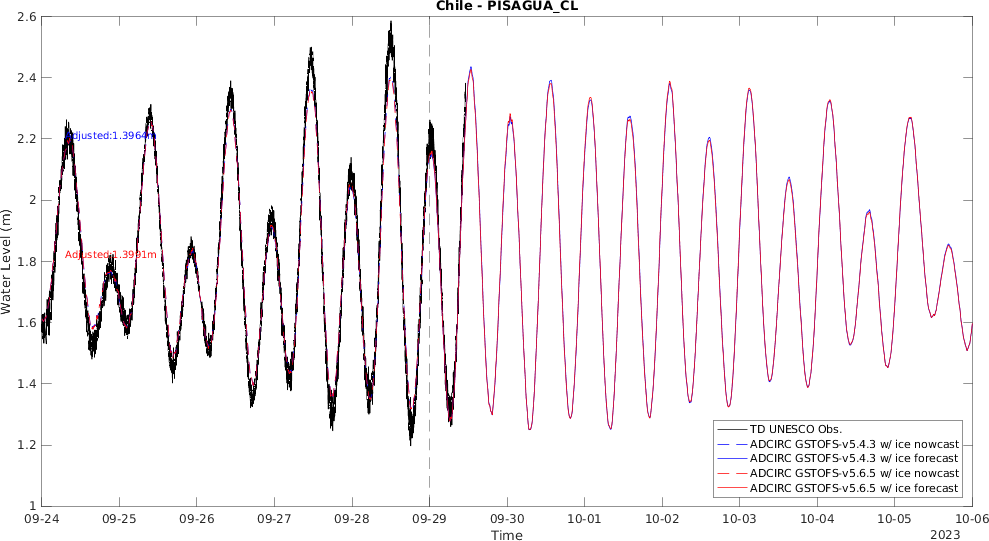 Chile - PISAGUA_CL
2.6
2.4
2.2
2
1.8
1.6
1.4
1.2
1
Water Level (m)
Adjusted:1.3964m
Adjusted:1.3991m
TD UNESCO Obs.
ADCIRC GSTOFS-v5.4.3 w/ ice nowcast
ADCIRC GSTOFS-v5.4.3 w/ ice forecast
ADCIRC GSTOFS-v5.6.5 w/ ice nowcast
ADCIRC GSTOFS-v5.6.5 w/ ice forecast
09-24 09-25 09-26 09-27 09-28 09-29 09-30 10-01 10-02 10-03 10-04 10-05 10-06
Time
2023